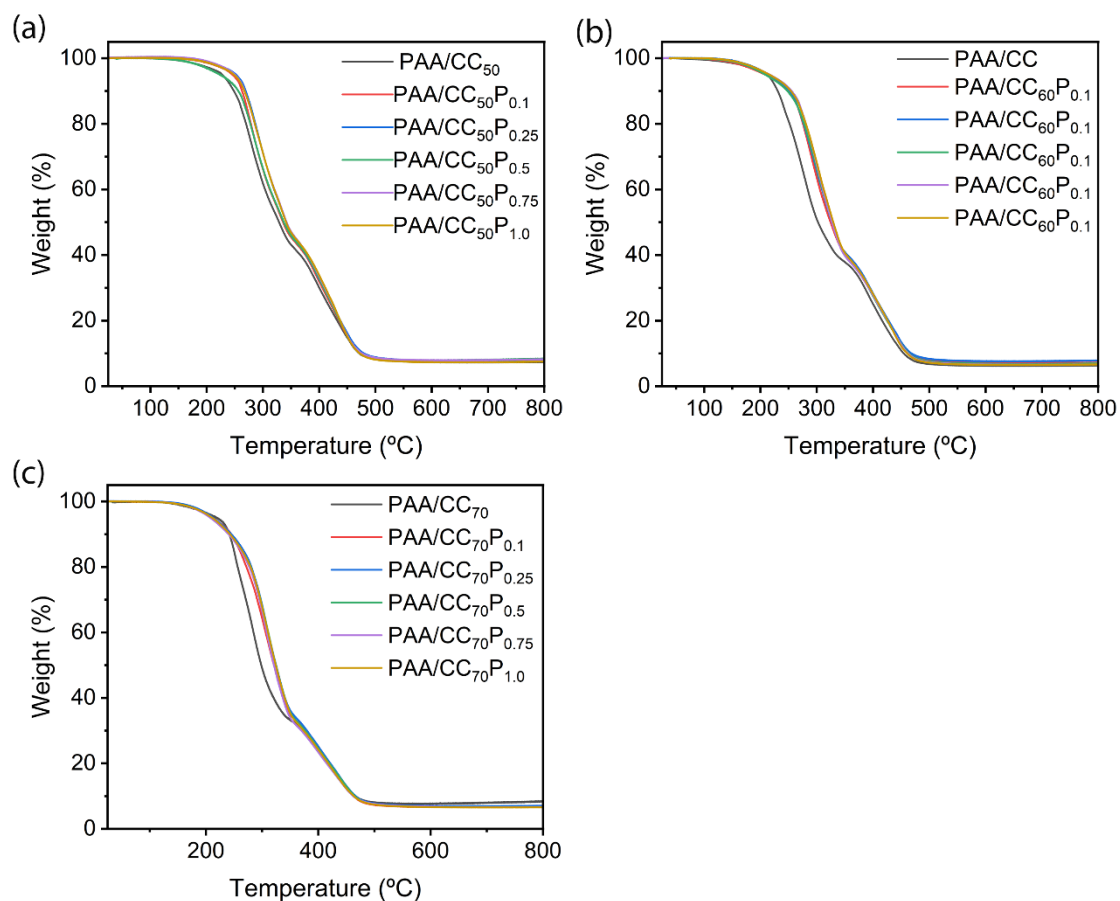 (a)
PAA/CC50
PAA/CC50P0.1
PAA/CC50P0.25
PAA/CC50P0.5
PAA/CC50P0.75
PAA/CC50P1.0
100
80
60
40
20
0
Weight (%)
100 200 300 400 500 600 700 800
Temperature (ºC)
(b)
PAA/CC
PAA/CC60P0.1
PAA/CC60P0.1
PAA/CC60P0.1
PAA/CC60P0.1
PAA/CC60P0.1
100
80
60
40
20
0
Weight (%)
100 200 300 400 500 600 700 800
Temperature (ºC)
(c)
PAA/CC70
PAA/CC70P0.1
PAA/CC70P0.25
PAA/CC70P0.5
PAA/CC70P0.75
PAA/CC70P1.0
100
80
60
40
20
0
Weight (%)
200 400 600 800
Temperature (ºC)